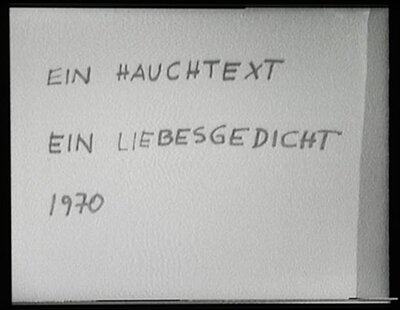 EIN HAUCHTEXT
EIN LIEBESGEDICHT
1970